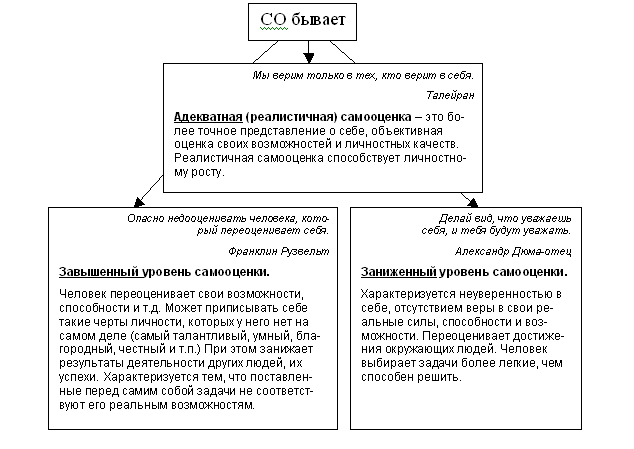 СО бывает
Мы верим только в тех, кто верит в себя.
Талейран
Адекватная (реалистичная) самооценка – это бо-
лее точное представление о себе, объективная
оценка своих возможностей и личностных качеств.
Реалистичная самооценка способствует личностно-
му росту.
Опасно недооценивать человека, кото-
рый переоценивает себя.
Франклин Рузвельт
Завышенный уровень самооценки.
Человек переоценивает свои возможности,
способности и т.д. Может приписывать себе
такие черты личности, которых у него нет на
самом деле (самый талантливый, умный, бла-
городный, честный и т.п.) При этом занижает
результаты деятельности других людей, их
успехи. Характеризуется тем, что поставлен-
ные перед самим собой задачи не соответст-
вуют его реальным возможностям.
Делай вид, что уважаешь
себя, и тебя будут уважать.
Александр Дюма-отец
Заниженный уровень самооценки.
Характеризуется неуверенностью в
себе, отсутствием веры в свои ре-
альные силы, способности и воз-
можности. Переоценивает достиже-
ния окружающих людей. Человек
выбирает задачи более легкие, чем
способен решить.